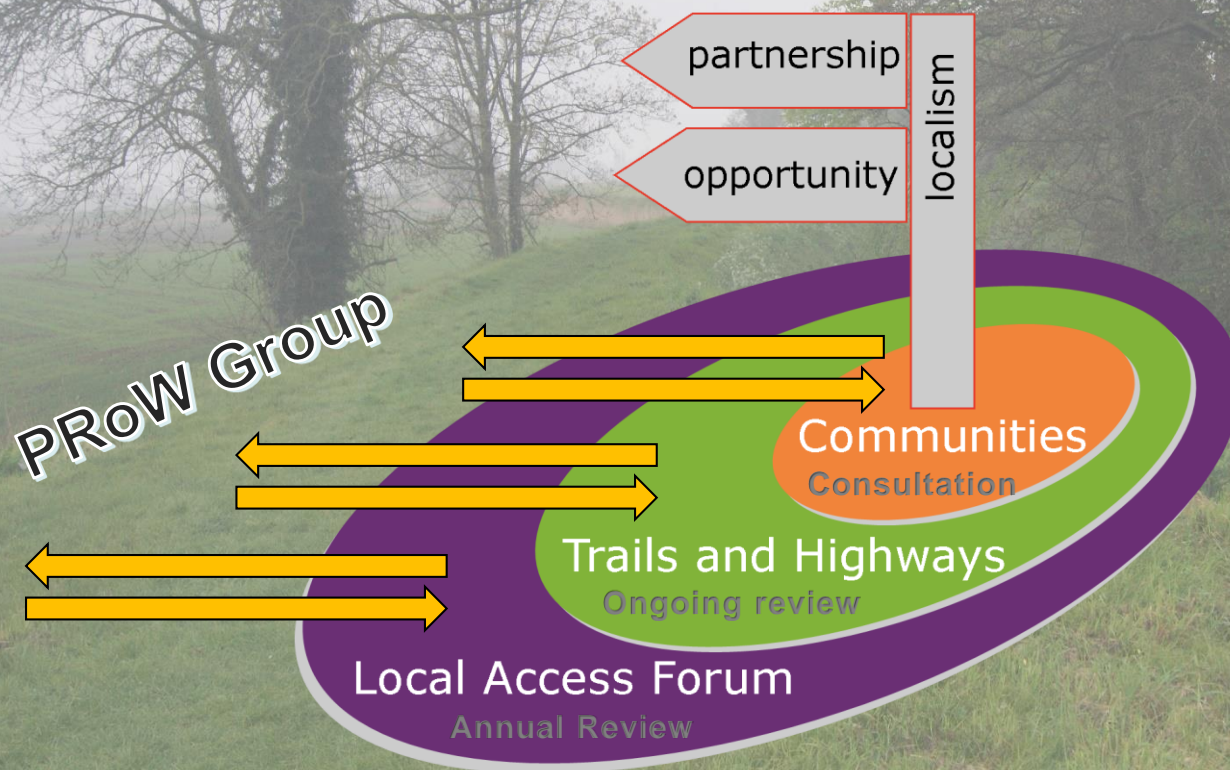 partnership
opportunity
localism
PRoW Group
Communities
Consultation
Trails and Highways
Ongoing review
Local Access Forum
Annual Review